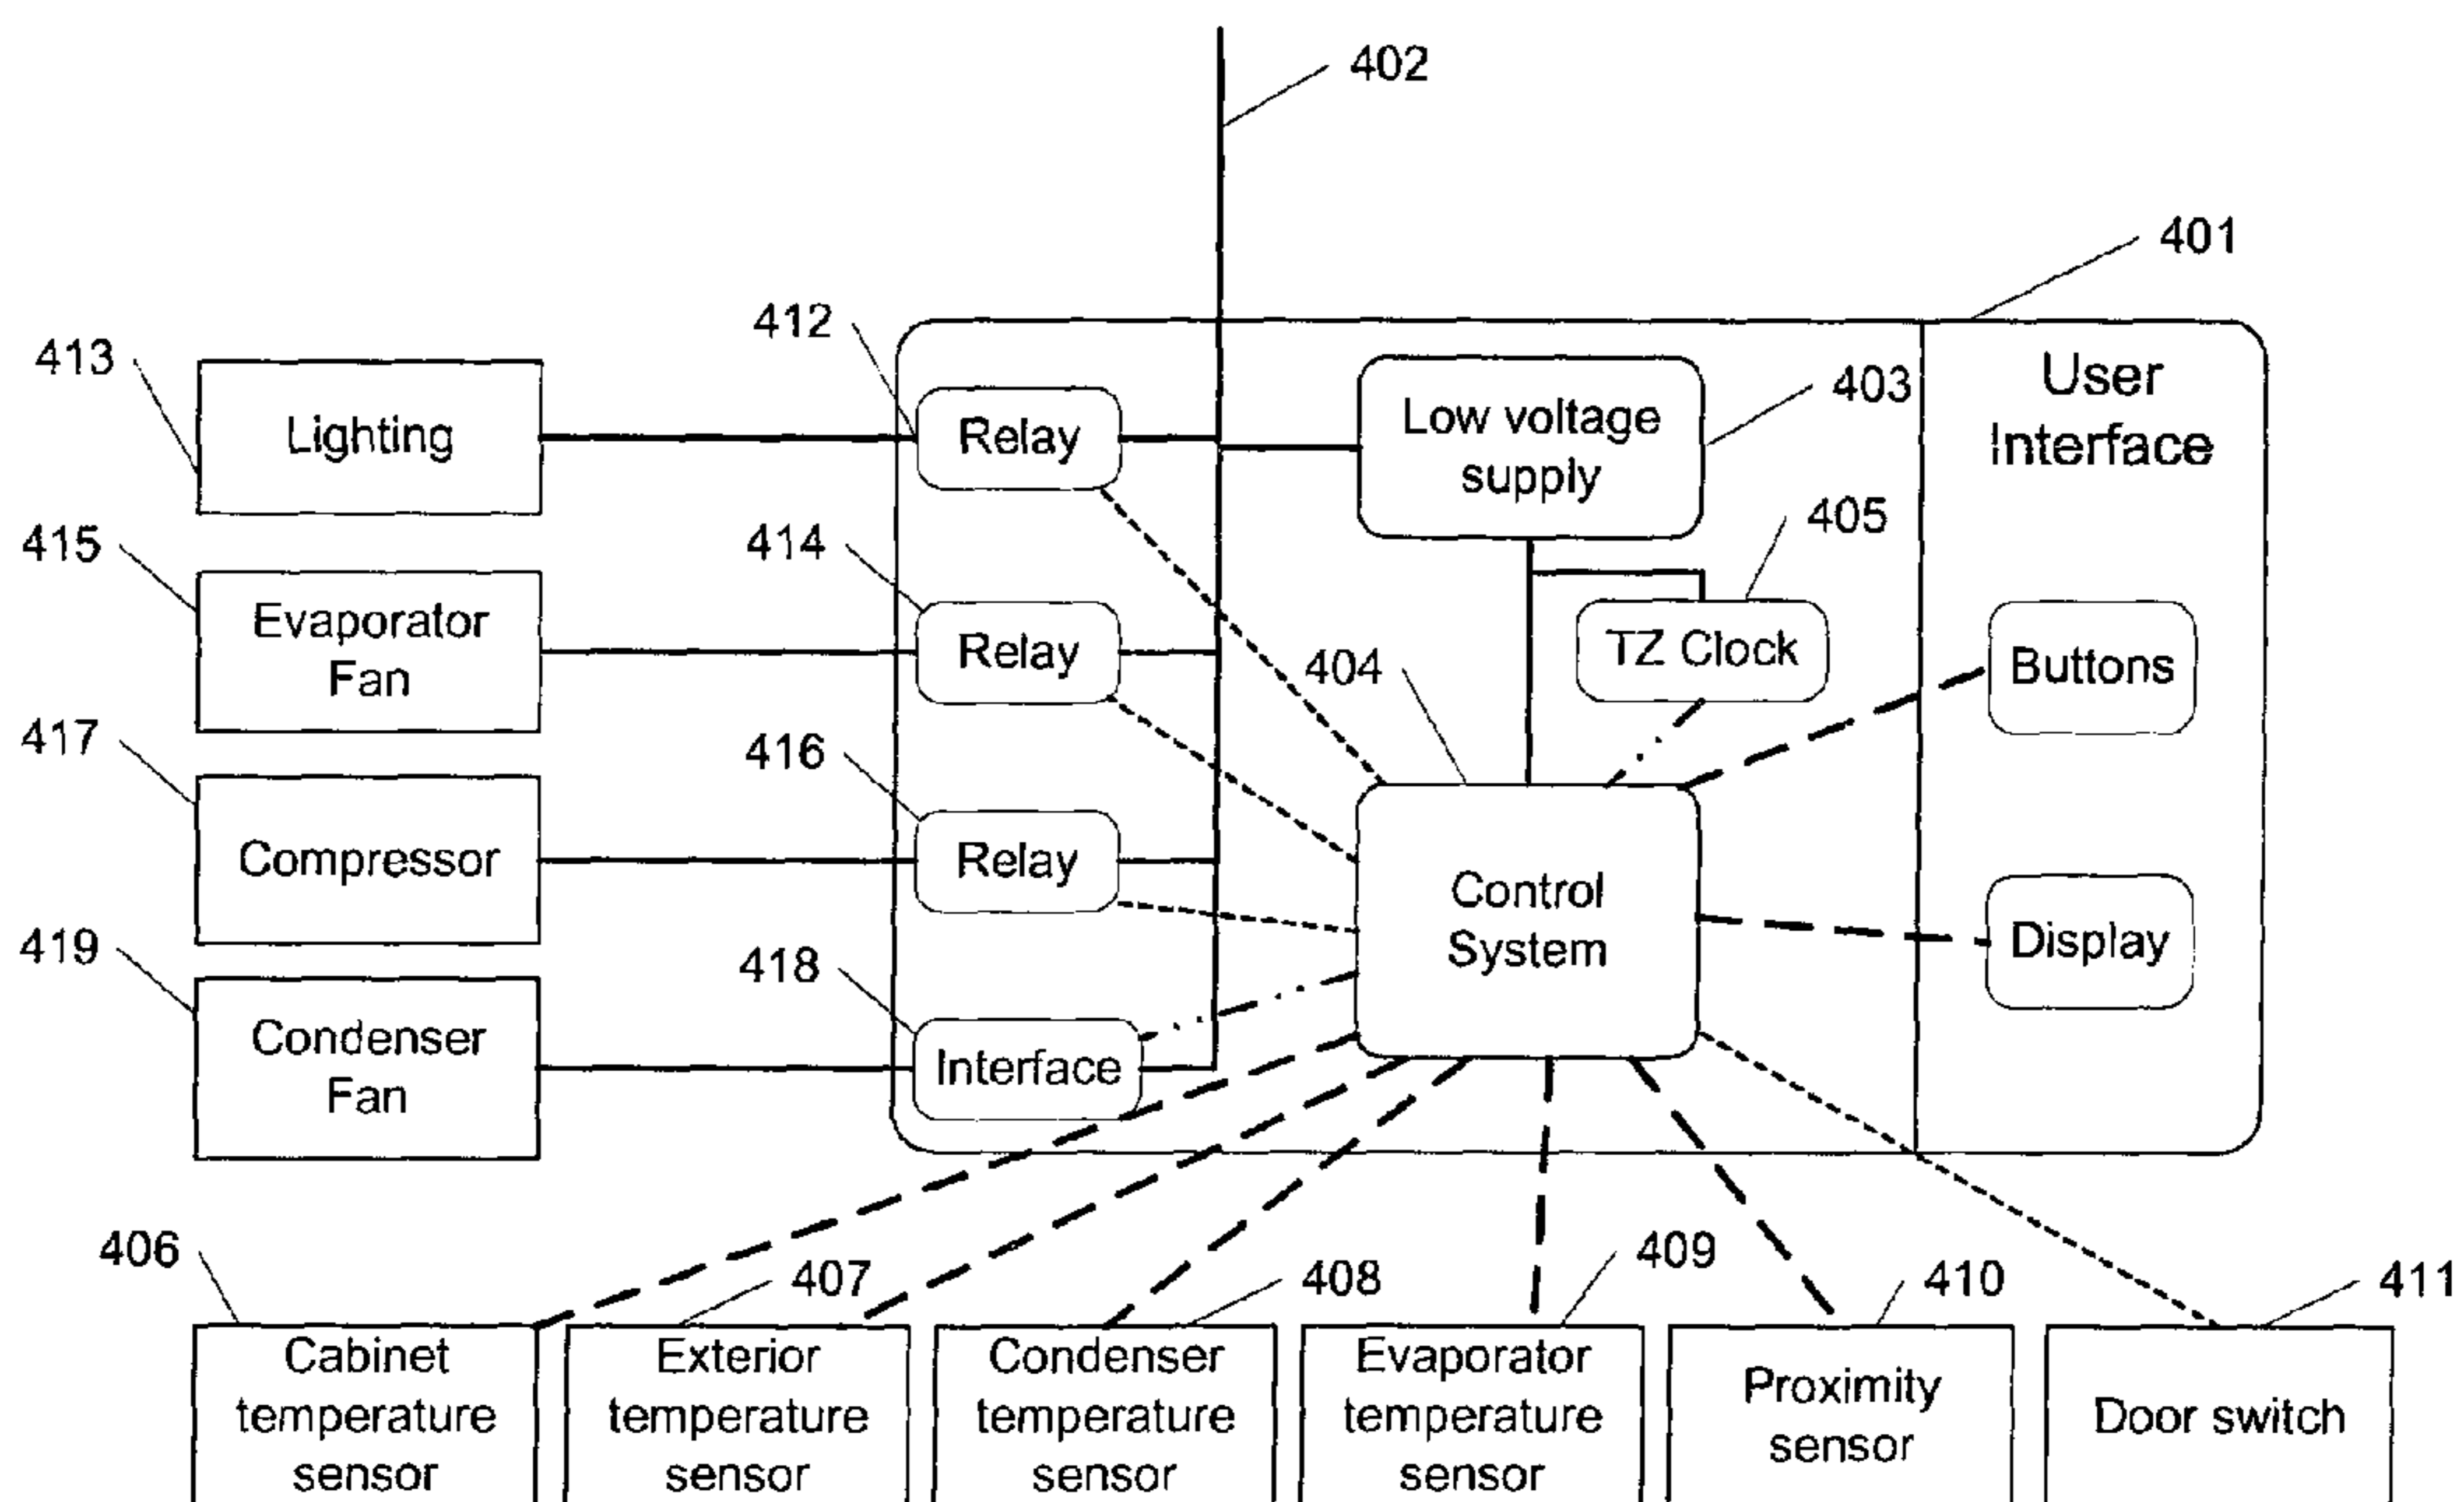 402
401
412
413
Lighting
Relay
Low voltage
supply
403
User
Interface
415
Evaporator
Fan
414
Relay
405
TZ Clock
404
Buttons
417
Compressor
416
Relay
Control
System
Display
419
Condenser
Fan
418
Interface
406
Cabinet
temperature
sensor
407
Exterior
temperature
sensor
408
Condenser
temperature
sensor
409
Evaporator
temperature
sensor
410
Proximity
sensor
411
Door switch